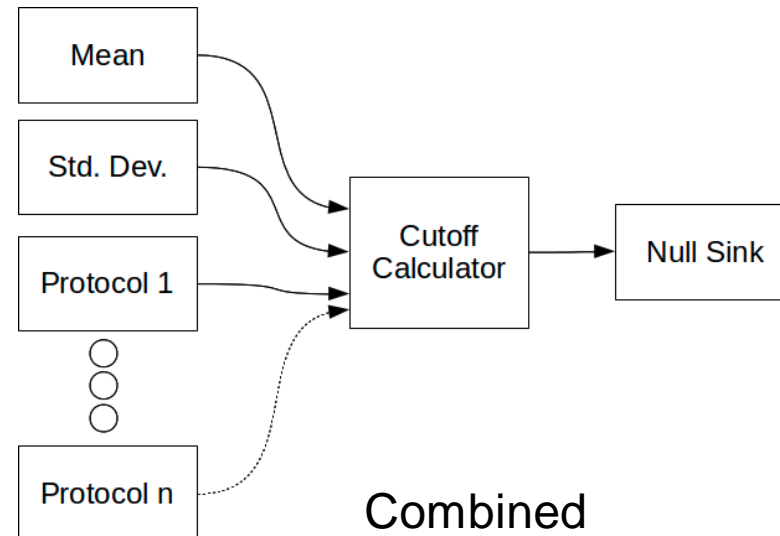 Mean
Std. Dev.
Protocol 1
Protocol n
Cutoff
Calculator
Null Sink
Combined